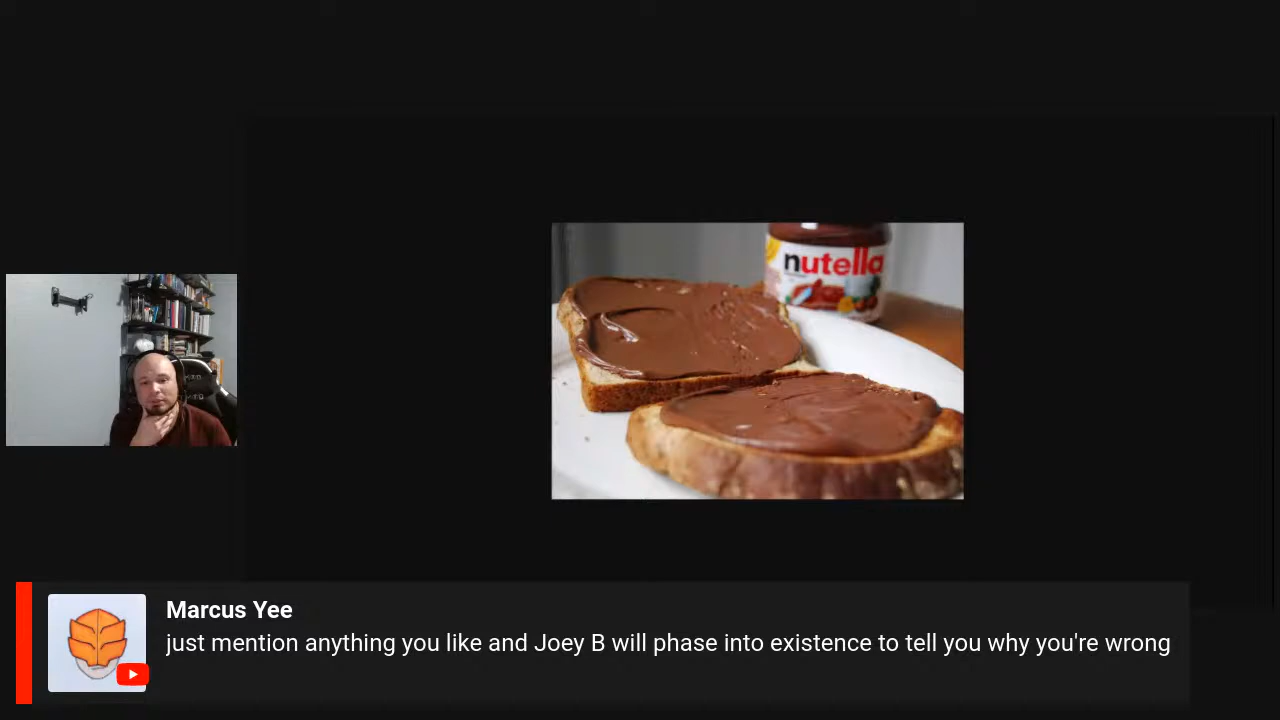 nutella
Marcus Yee
just mention anything you like and Joey B will phase into existence to tell you why you're wrong